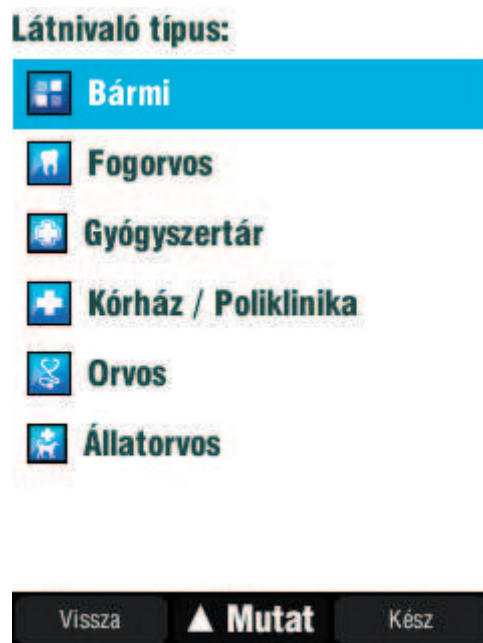 Látnivaló típus:
Bármi
Fogorvos
Gyógyszertár
Kórház / Poliklinika
Orvos
Állatorvos
Vissza ▲ Mutat Kész